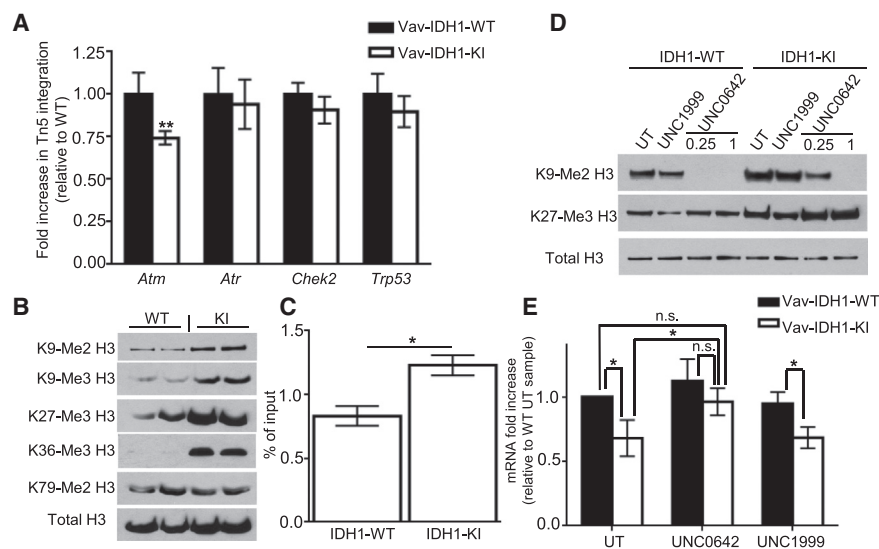 A
Vav-IDH1-WT
Vav-IDH1-KI
Fold increase in Tn5 integration
(relative to WT)
1.25
1.00
0.75
0.50
0.25
0.00
**
Atm Atr Chek2 Trp53
B
WT KI
K9-Me2 H3
K9-Me3 H3
K27-Me3 H3
K36-Me3 H3
K79-Me2 H3
Total H3
C
% of input
1.5
1.0
0.5
0.0
*
IDH1-WT IDH1-KI
D
IDH1-WT IDH1-KI
UT UNC1999 UNC0642 UT UNC1999 UNC0642
0.25 1 0.25 1
K9-Me2 H3
K27-Me3 H3
Total H3
E
Vav-IDH1-WT
Vav-IDH1-KI
mRNA fold increase
(relative to WT UT sample)
1.0
0.5
0.0
n.s.
*
n.s.
* *
UT UNC0642 UNC1999